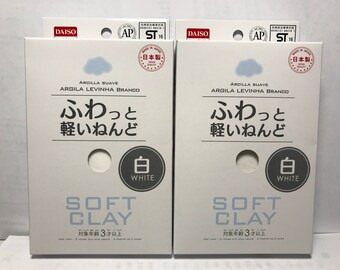 DAISO
AP
ST
日本製
ARCILLA SUAVE
ARGILA LEVINHA BRANCO
ふわっと
軽いねんど
白
WHITE
SOFT
CLAY
対象年齢3才以上
DAISO
AP
ST
日本製
ARCILLA SUAVE
ARGILA LEVINHA BRANCO
ふわっと
軽いねんど
白
WHITE
SOFT
CLAY
対象年齢3才以上